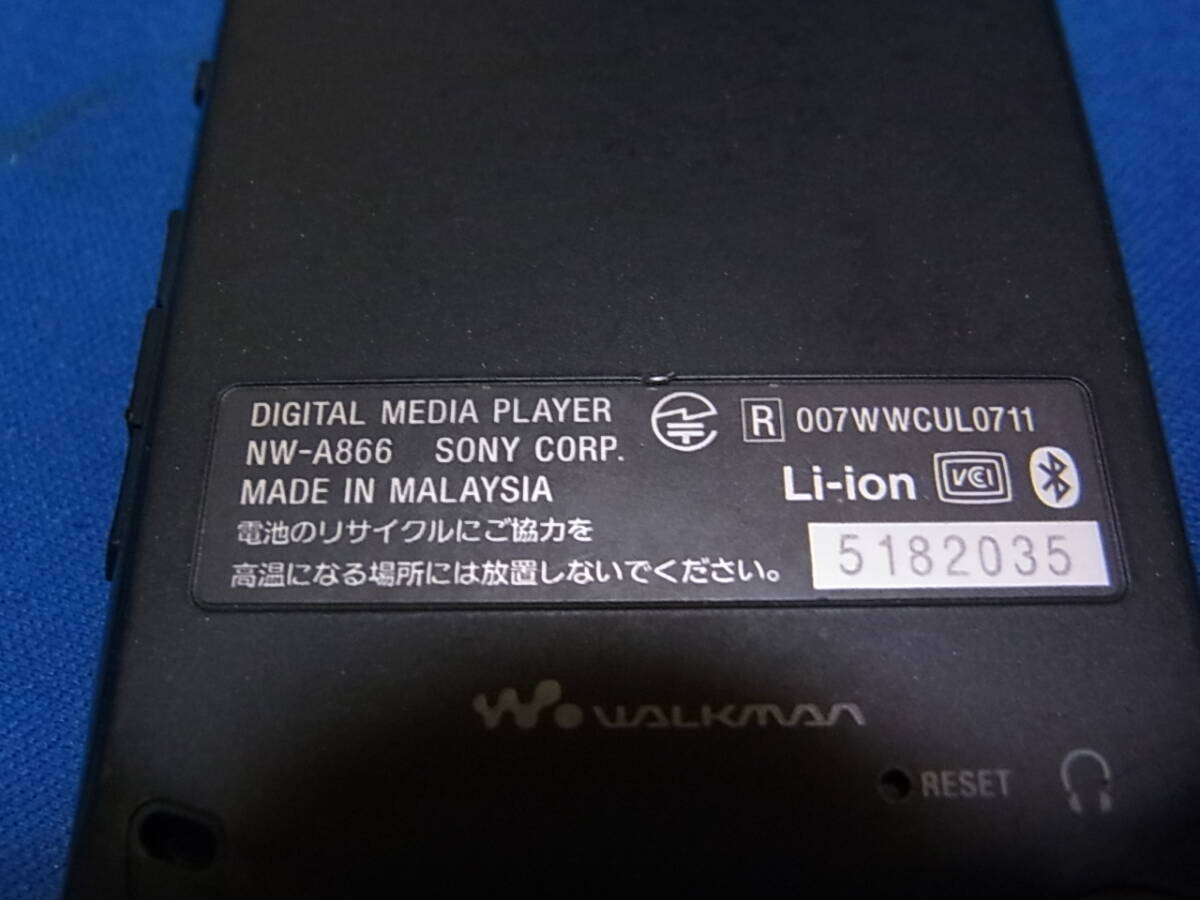 DIGITAL MEDIA PLAYER
NW-A866 SONY CORP.
MADE IN MALAYSIA
電池のリサイクルにご協力を
高温になる場所には放置しないでください。
R 007WWCUL0711
Li-ion VCCI
5182035
W. WALKMAN
RESET